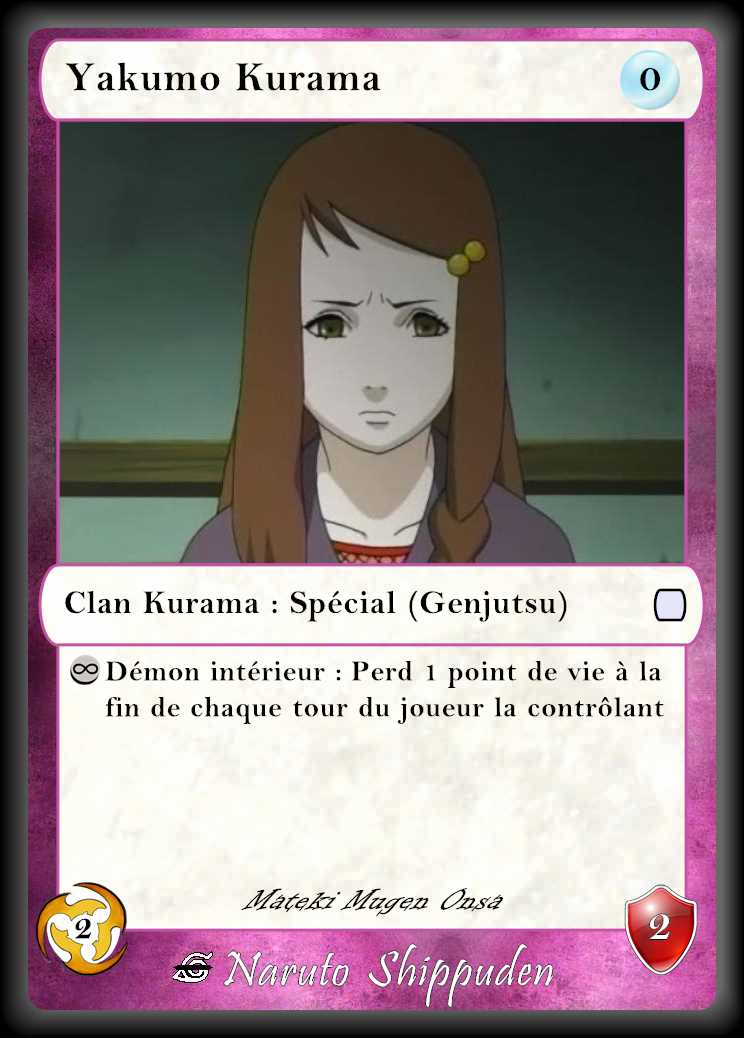 Yakumo Kurama
0
Clan Kurama : Spécial (Genjutsu)
∞ Démon intérieur : Perd 1 point de vie à la
fin de chaque tour du joueur la contrôlant
Mateki Mugen Onsa
2
2
Naruto Shippuden